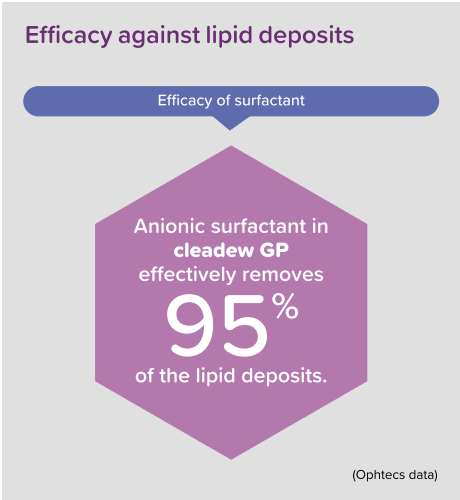 Efficacy against lipid deposits
Efficacy of surfactant
Anionic surfactant in
cleadew GP
effectively removes
95%
of the lipid deposits.
(Ophtecs data)